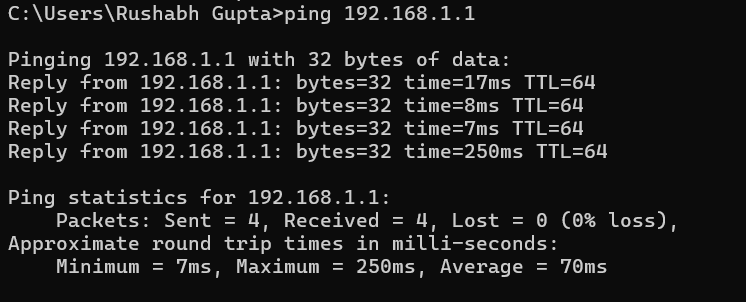 C:\Users\Rushabh Gupta>ping 192.168.1.1
Pinging 192.168.1.1 with 32 bytes of data:
Reply from 192.168.1.1: bytes=32 time=17ms TTL=64
Reply from 192.168.1.1: bytes=32 time=8ms TTL=64
Reply from 192.168.1.1: bytes=32 time=7ms TTL=64
Reply from 192.168.1.1: bytes=32 time=250ms TTL=64
Ping statistics for 192.168.1.1:
    Packets: Sent = 4, Received = 4, Lost = 0 (0% loss),
Approximate round trip times in milli-seconds:
    Minimum = 7ms, Maximum = 250ms, Average = 70ms